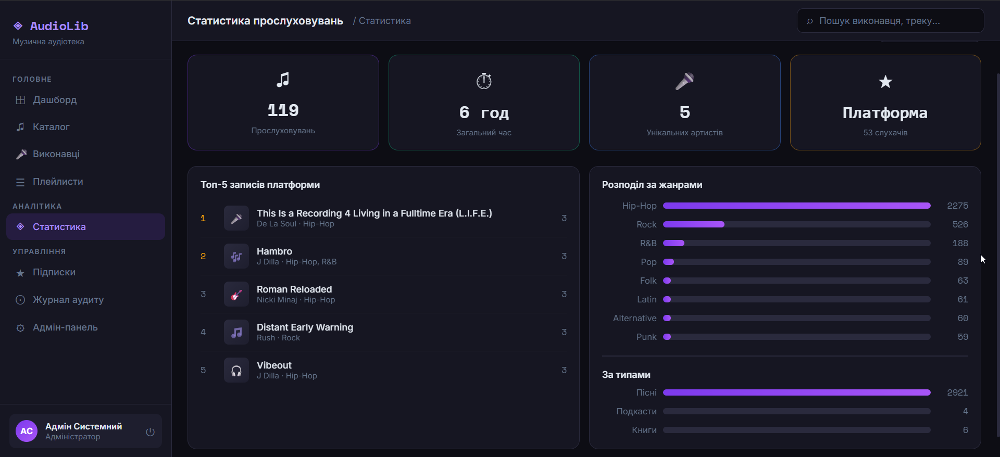 AudioLib
Музична аудіотека
ГОЛОВНЕ
Дашборд
Каталог
Виконавці
Плейлисти
АНАЛІТИКА
Статистика
УПРАВЛІННЯ
Підписки
Журнал аудиту
Адмін-панель
АС
Адмін Системний
Адміністратор
Статистика прослуховувань / Статистика
Пошук виконавця, треку...
119
Прослуховувань
6 год
Загальний час
5
Унікальних артистів
Платформа
53 слухачів
Топ-5 записів платформи
1 This Is a Recording 4 Living in a Fulltime Era (L.I.F.E.) 3
De La Soul · Hip-Hop
2 Hambro 3
J Dilla · Hip-Hop, R&B
3 Roman Reloaded 3
Nicki Minaj · Hip-Hop
4 Distant Early Warning 3
Rush · Rock
5 Vibeout 3
J Dilla · Hip-Hop
Розподіл за жанрами
Hip-Hop 2275
Rock 526
R&B 188
Pop 89
Folk 63
Latin 61
Alternative 60
Punk 59
За типами
Пісні 2921
Подкасти 4
Книги 6